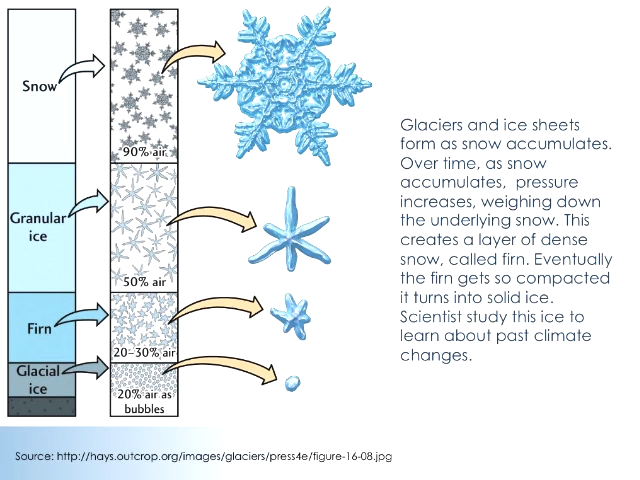 Snow
90% air
Granular
ice
50% air
Firn
20–30% air
Glacial
ice
20% air as
bubbles
Glaciers and ice sheets
form as snow accumulates.
Over time, as snow
accumulates,  pressure
increases, weighing down
the underlying snow. This
creates a layer of dense
snow, called firn. Eventually
the firn gets so compacted
it turns into solid ice.
Scientist study this ice to
learn about past climate
changes.
Source: http://hays.outcrop.org/images/glaciers/press4e/figure-16-08.jpg